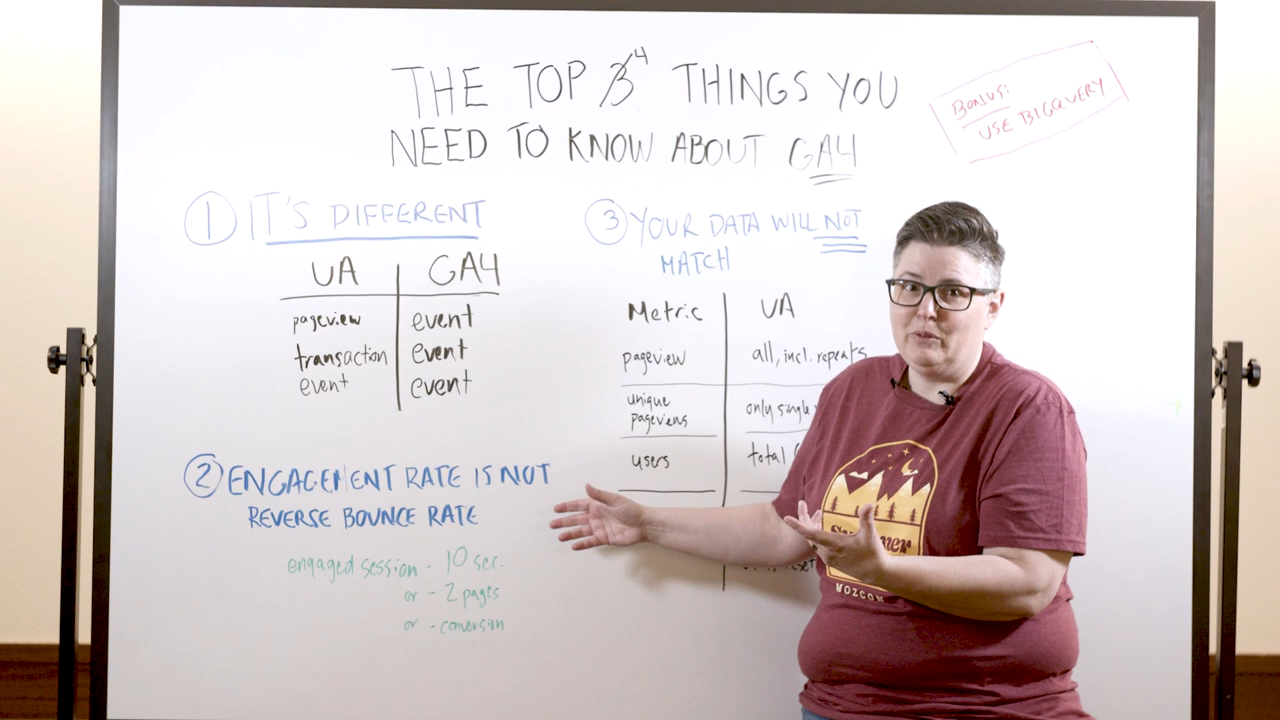 THE TOP 3 4 THINGS YOU
NEED TO KNOW ABOUT GA4
BONUS:
USE BIGQUERY
1 IT'S DIFFERENT
UA GA4
pageview event
transaction event
event event
2 ENGAGEMENT RATE IS NOT
REVERSE BOUNCE RATE
engaged session - 10 sec.
or - 2 pages
or - conversion
3 YOUR DATA WILL NOT
MATCH
Metric UA
pageview all, incl. repeats
unique
pageviews only single
users total
MOZCON